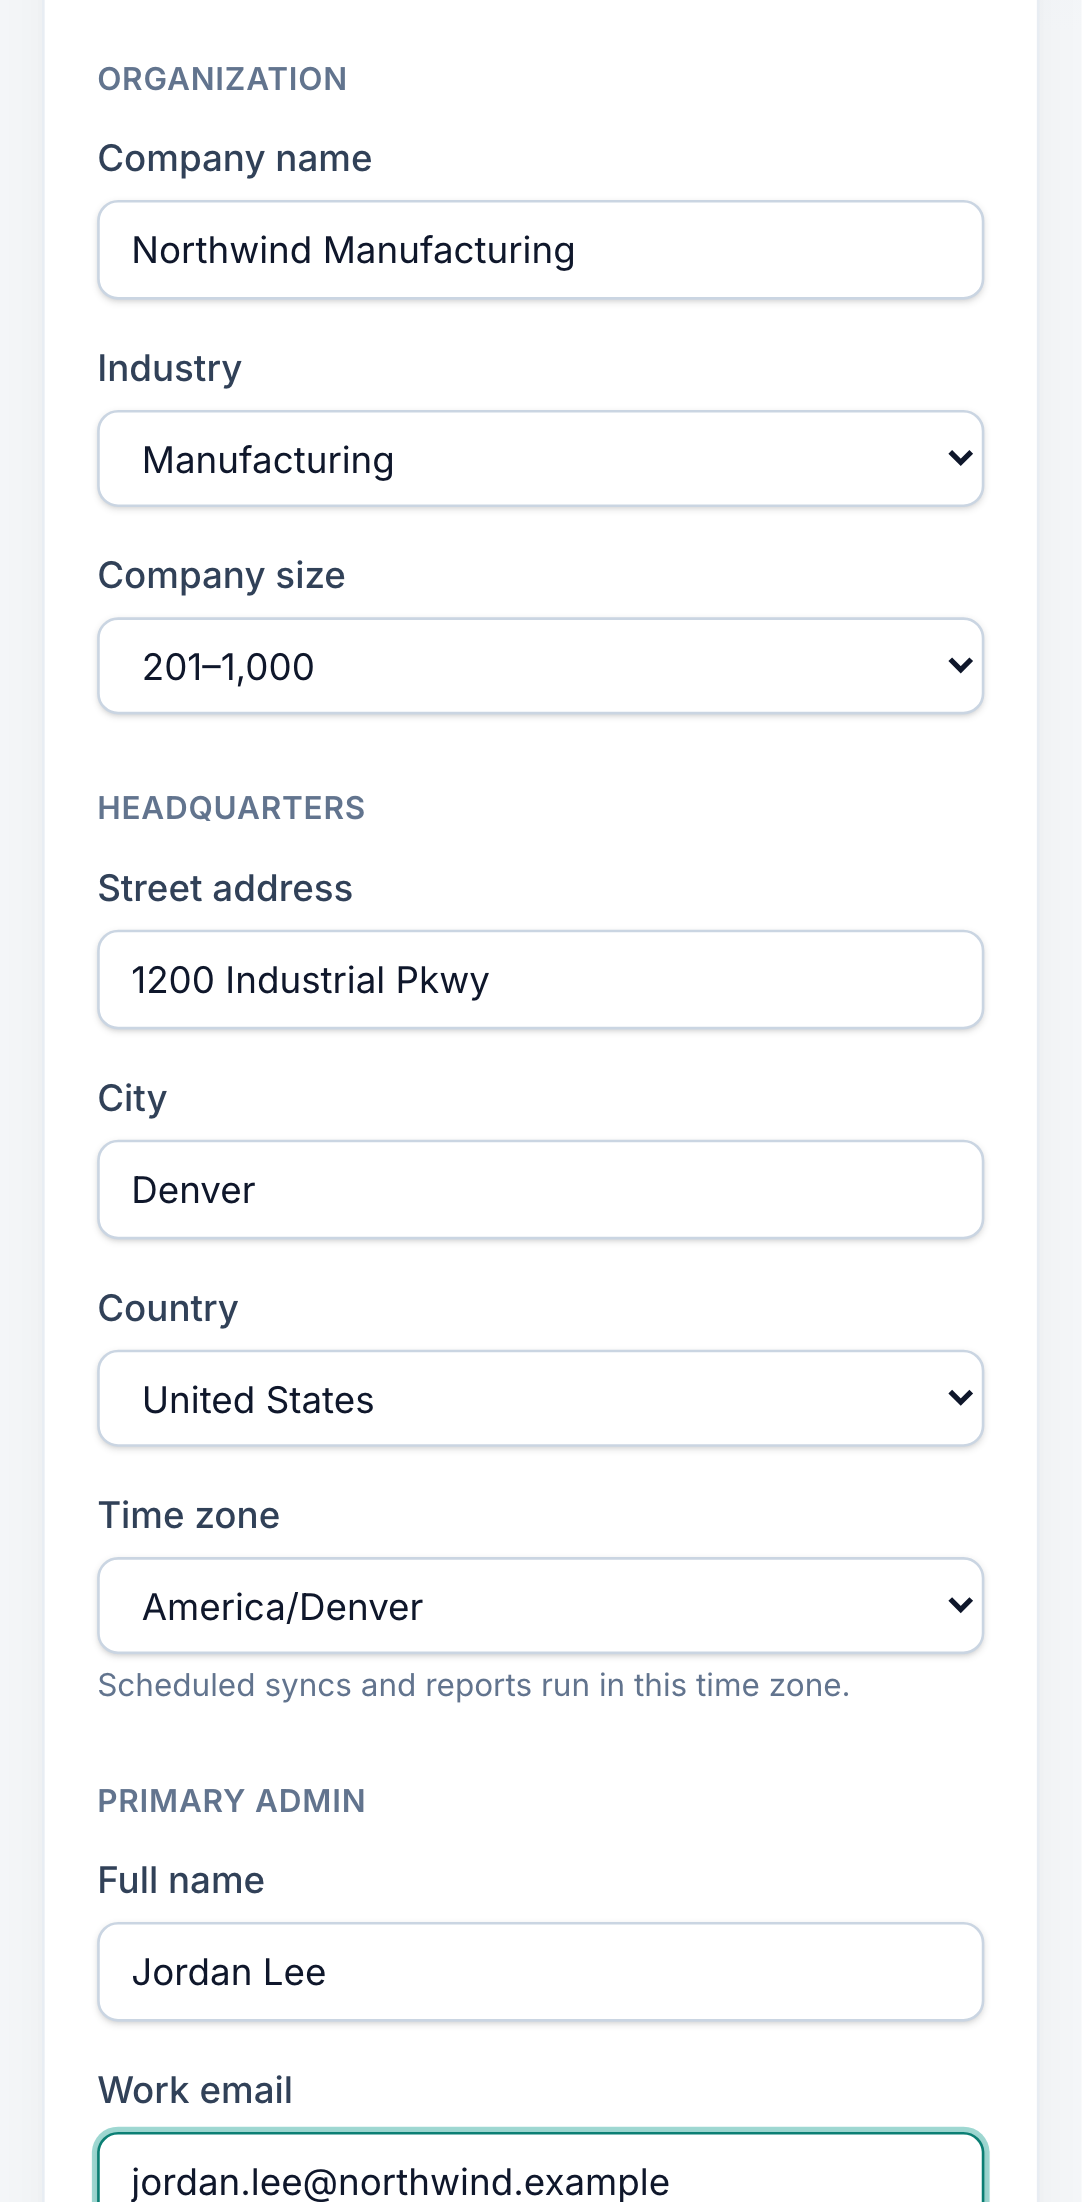 ORGANIZATION
Company name
Northwind Manufacturing
Industry
Manufacturing
Company size
201–1,000
HEADQUARTERS
Street address
1200 Industrial Pkwy
City
Denver
Country
United States
Time zone
America/Denver
Scheduled syncs and reports run in this time zone.
PRIMARY ADMIN
Full name
Jordan Lee
Work email
jordan.lee@northwind.example